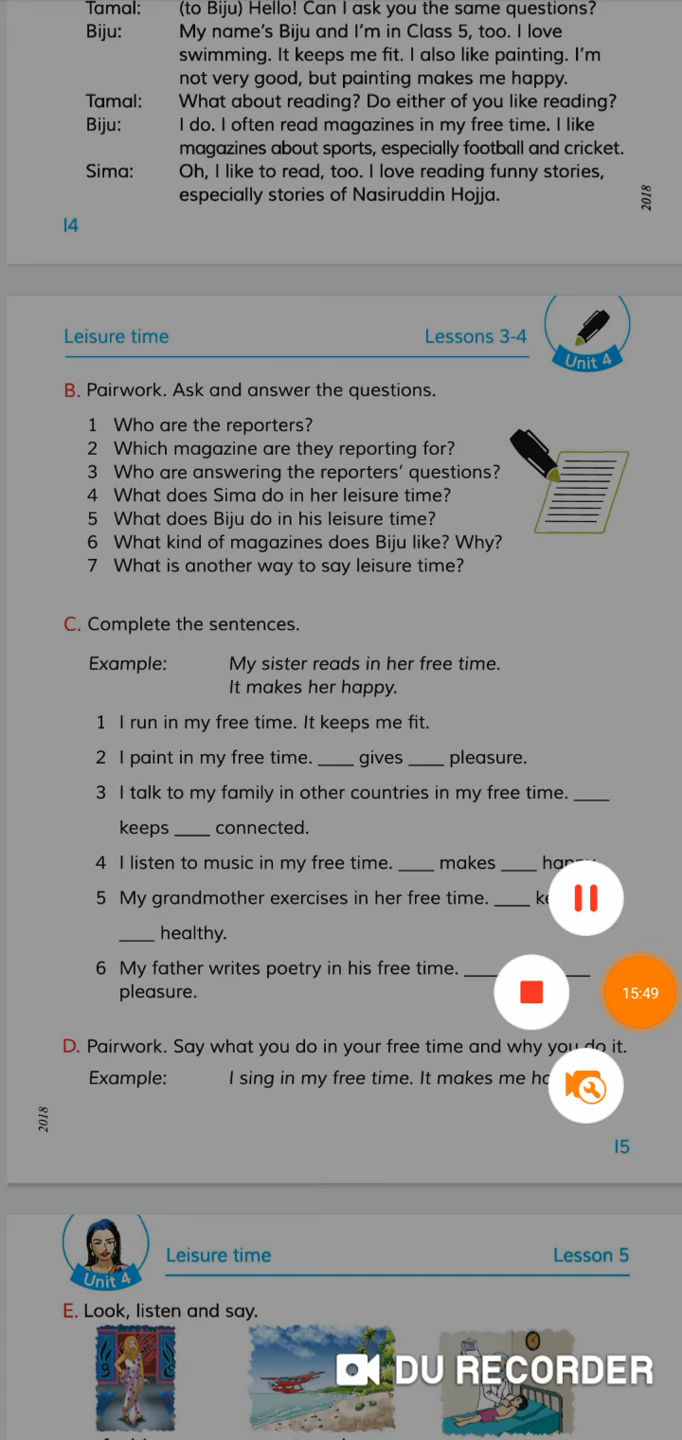 Tamal: (to Biju) Hello! Can I ask you the same questions?
Biju: My name's Biju and I'm in Class 5, too. I love
swimming. It keeps me fit. I also like painting. I'm
not very good, but painting makes me happy.
Tamal: What about reading? Do either of you like reading?
Biju: I do. I often read magazines in my free time. I like
magazines about sports, especially football and cricket.
Sima: Oh, I like to read, too. I love reading funny stories,
especially stories of Nasiruddin Hojja.
2018
14
Leisure time Lessons 3-4
Unit 4
B. Pairwork. Ask and answer the questions.
1 Who are the reporters?
2 Which magazine are they reporting for?
3 Who are answering the reporters' questions?
4 What does Sima do in her leisure time?
5 What does Biju do in his leisure time?
6 What kind of magazines does Biju like? Why?
7 What is another way to say leisure time?
C. Complete the sentences.
Example: My sister reads in her free time.
It makes her happy.
1 I run in my free time. It keeps me fit.
2 I paint in my free time. ____ gives ____ pleasure.
3 I talk to my family in other countries in my free time. ____
keeps ____ connected.
4 I listen to music in my free time. ____ makes ____
5 My grandmother exercises in her free time. ____
____ healthy.
6 My father writes poetry in his free time. ____ ____
pleasure.
15:49
D. Pairwork. Say what you do in your free time and why you do it.
Example: I sing in my free time. It makes me
2018
15
Unit 4
Leisure time Lesson 5
E. Look, listen and say.
DU RECORDER